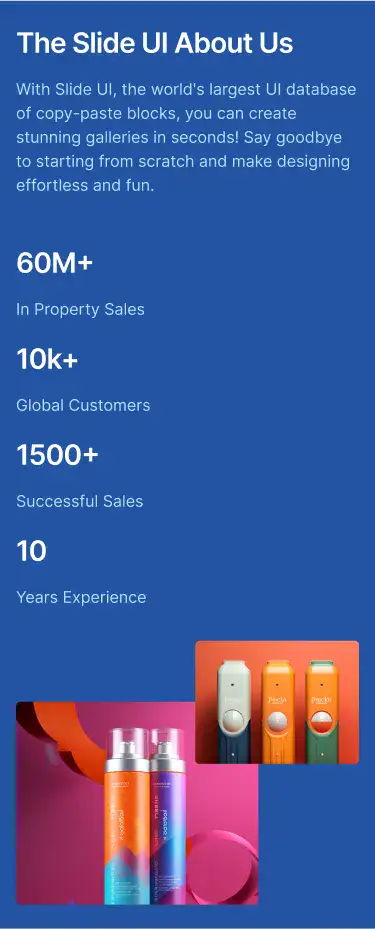 The Slide UI About Us
With Slide UI, the world's largest UI database
of copy-paste blocks, you can create
stunning galleries in seconds! Say goodbye
to starting from scratch and make designing
effortless and fun.
60M+
In Property Sales
10k+
Global Customers
1500+
Successful Sales
10
Years Experience